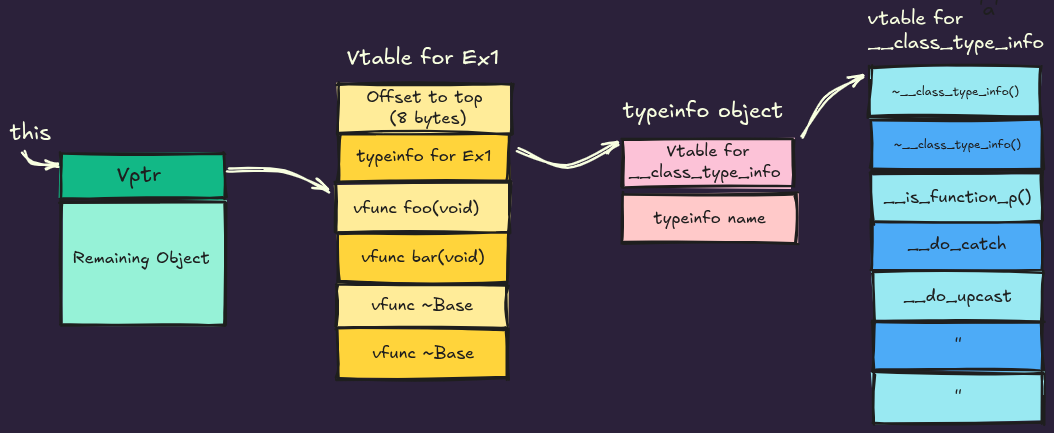 this
Vptr
Remaining Object
Vtable for Ex1
Offset to top
(8 bytes)
typeinfo for Ex1
vfunc foo(void)
vfunc bar(void)
vfunc ~Base
vfunc ~Base
typeinfo object
Vtable for
__class_type_info
typeinfo name
"a"
vtable for
__class_type_info
~__class_type_info()
~__class_type_info()
__is_function_p()
__do_catch
__do_upcast
"
"